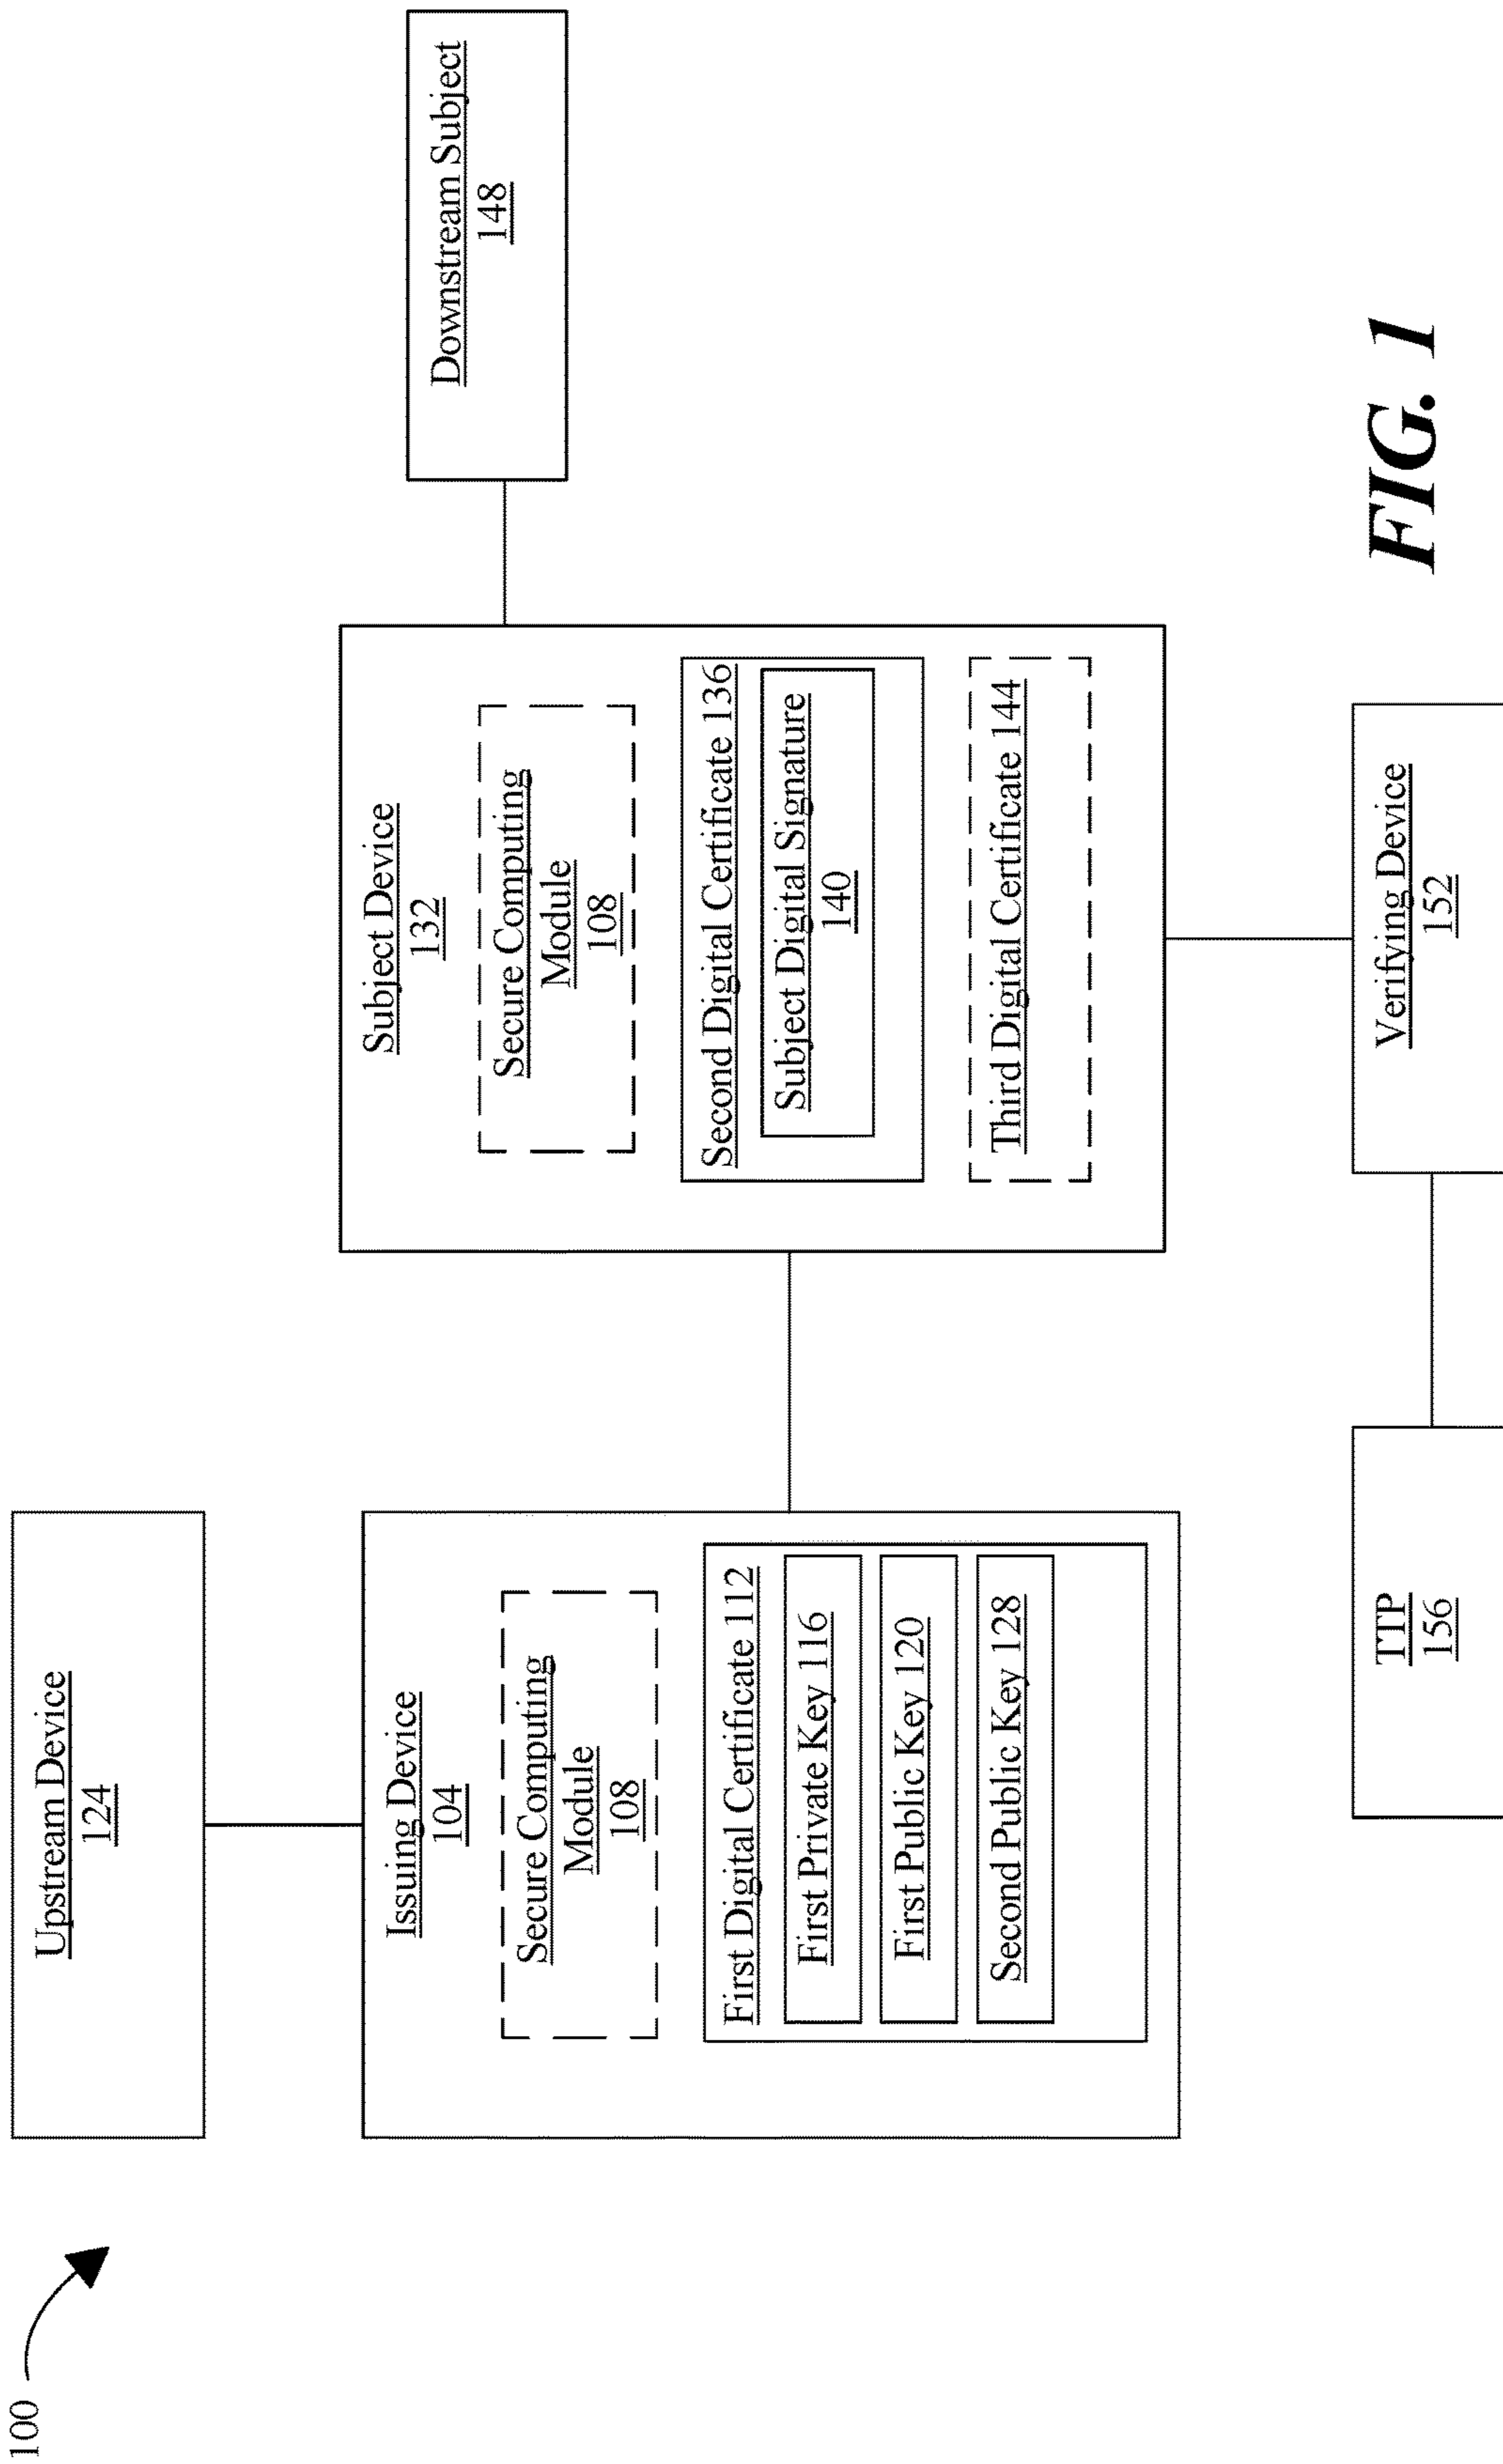 100
Upstream Device
124
Issuing Device
104
Secure Computing
Module
108
First Digital Certificate 112
First Private Key 116
First Public Key 120
Second Public Key 128
Subject Device
132
Secure Computing
Module
108
Second Digital Certificate 136
Subject Digital Signature
140
Third Digital Certificate 144
Downstream Subject
148
TTP
156
Verifying Device
152
FIG. 1